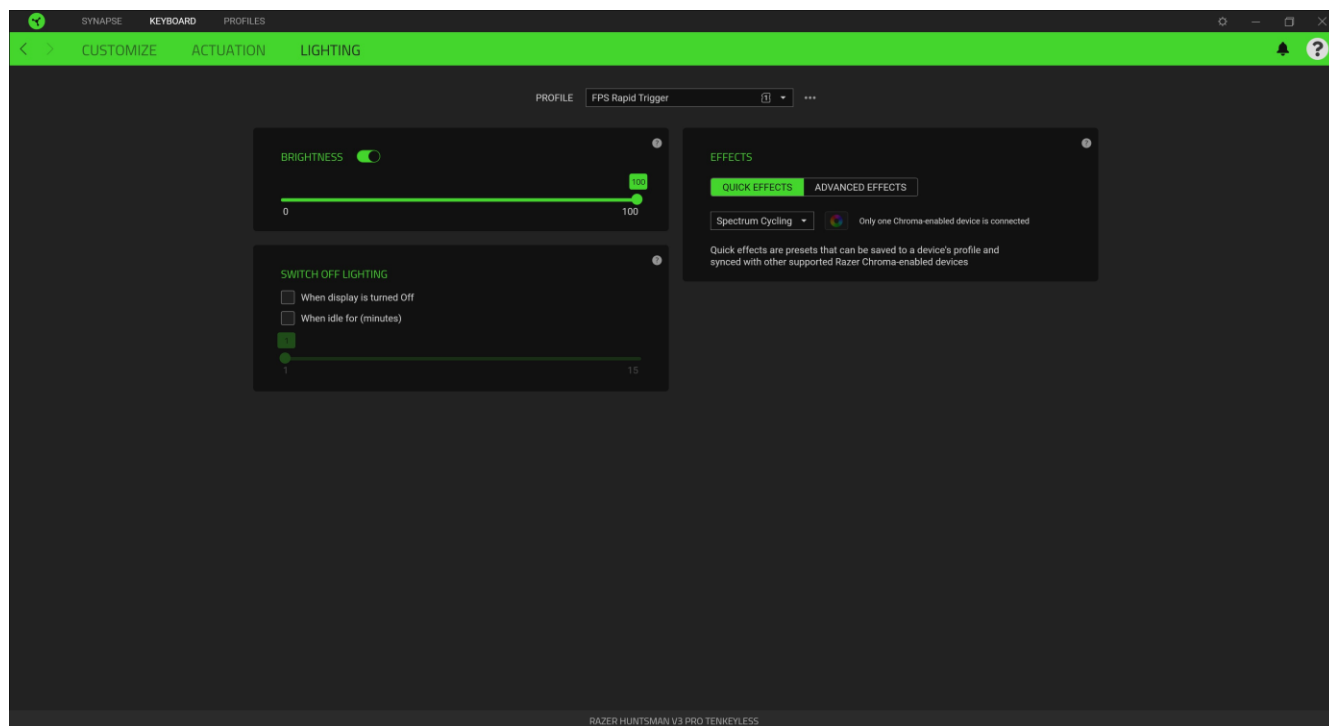 SYNAPSE KEYBOARD PROFILES
CUSTOMIZE ACTUATION LIGHTING
?
PROFILE FPS Rapid Trigger 1 ...
BRIGHTNESS ?
100
0 100
SWITCH OFF LIGHTING ?
When display is turned Off
When idle for (minutes)
1
1 15
EFFECTS ?
QUICK EFFECTS ADVANCED EFFECTS
Spectrum Cycling Only one Chroma-enabled device is connected
Quick effects are presets that can be saved to a device's profile and
synced with other supported Razer Chroma-enabled devices
RAZER HUNTSMAN V3 PRO TENKEYLESS